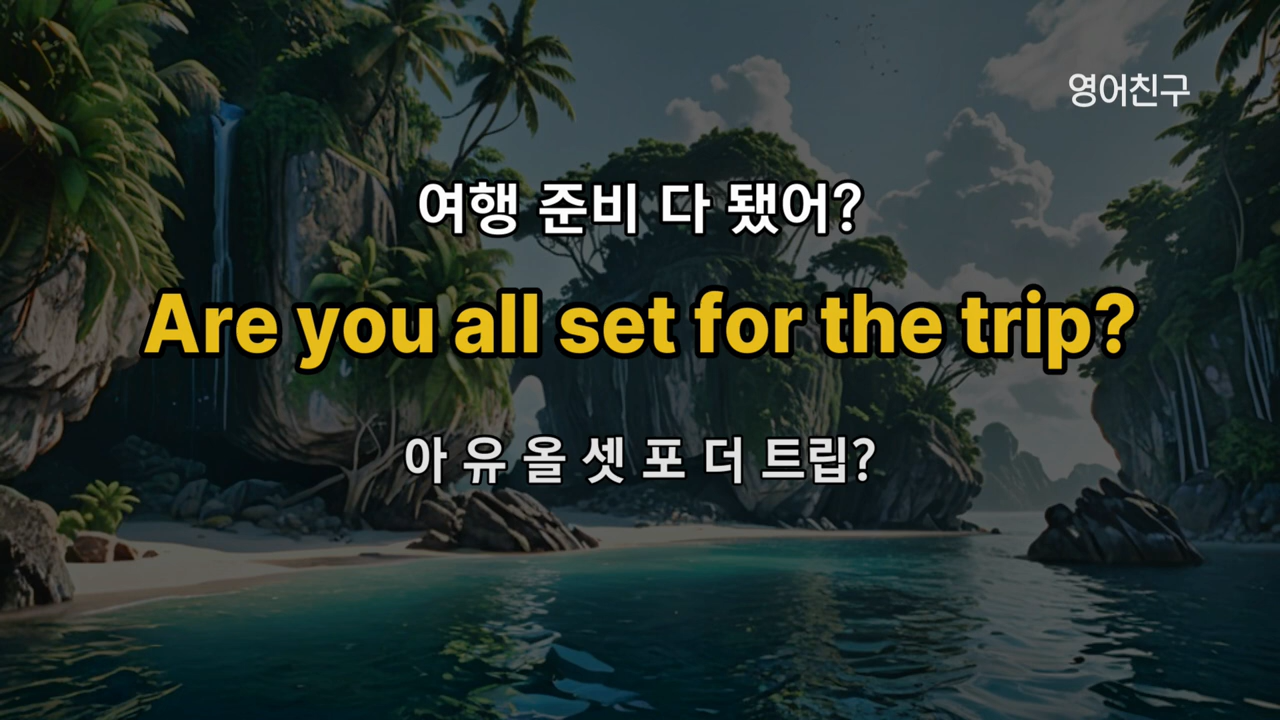 영어친구
여행 준비 다 됐어?
Are you all set for the trip?
아 유 올 셋 포 더 트립?